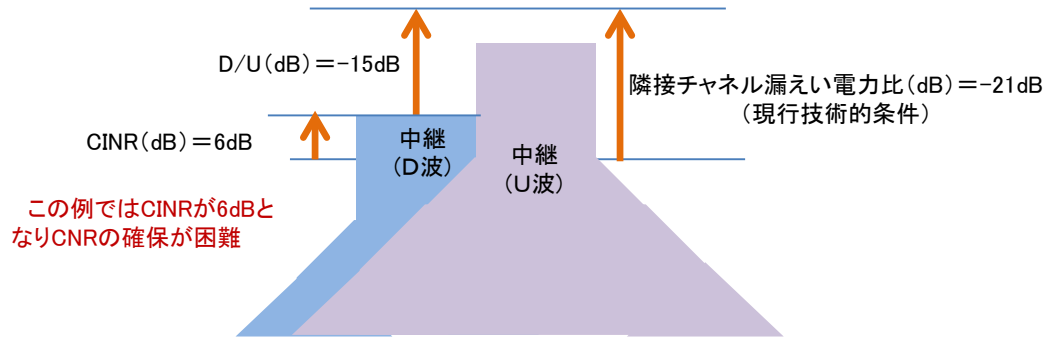 D/U(dB)=-15dB
隣接チャネル漏えい電力比(dB)=-21dB
(現行技術的条件)
CINR(dB)=6dB
中継
(D波)
中継
(U波)
この例ではCINRが6dBと
なりCNRの確保が困難